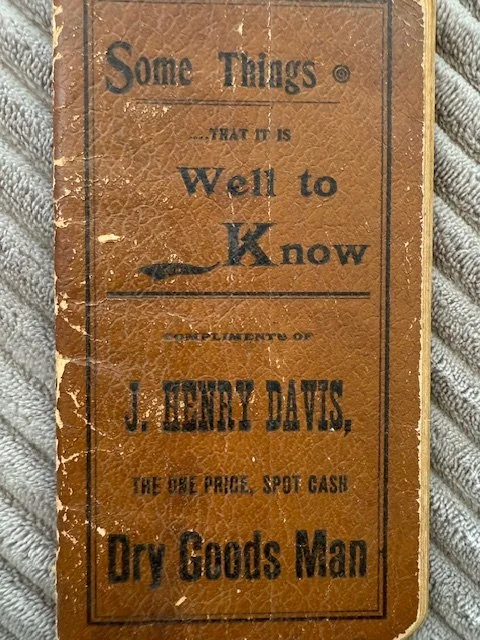 Some Things
....THAT IT IS
Well to
Know
COMPLIMENTS OF
J. HENRY DAVIS,
THE ONE PRICE, SPOT CASH
Dry Goods Man